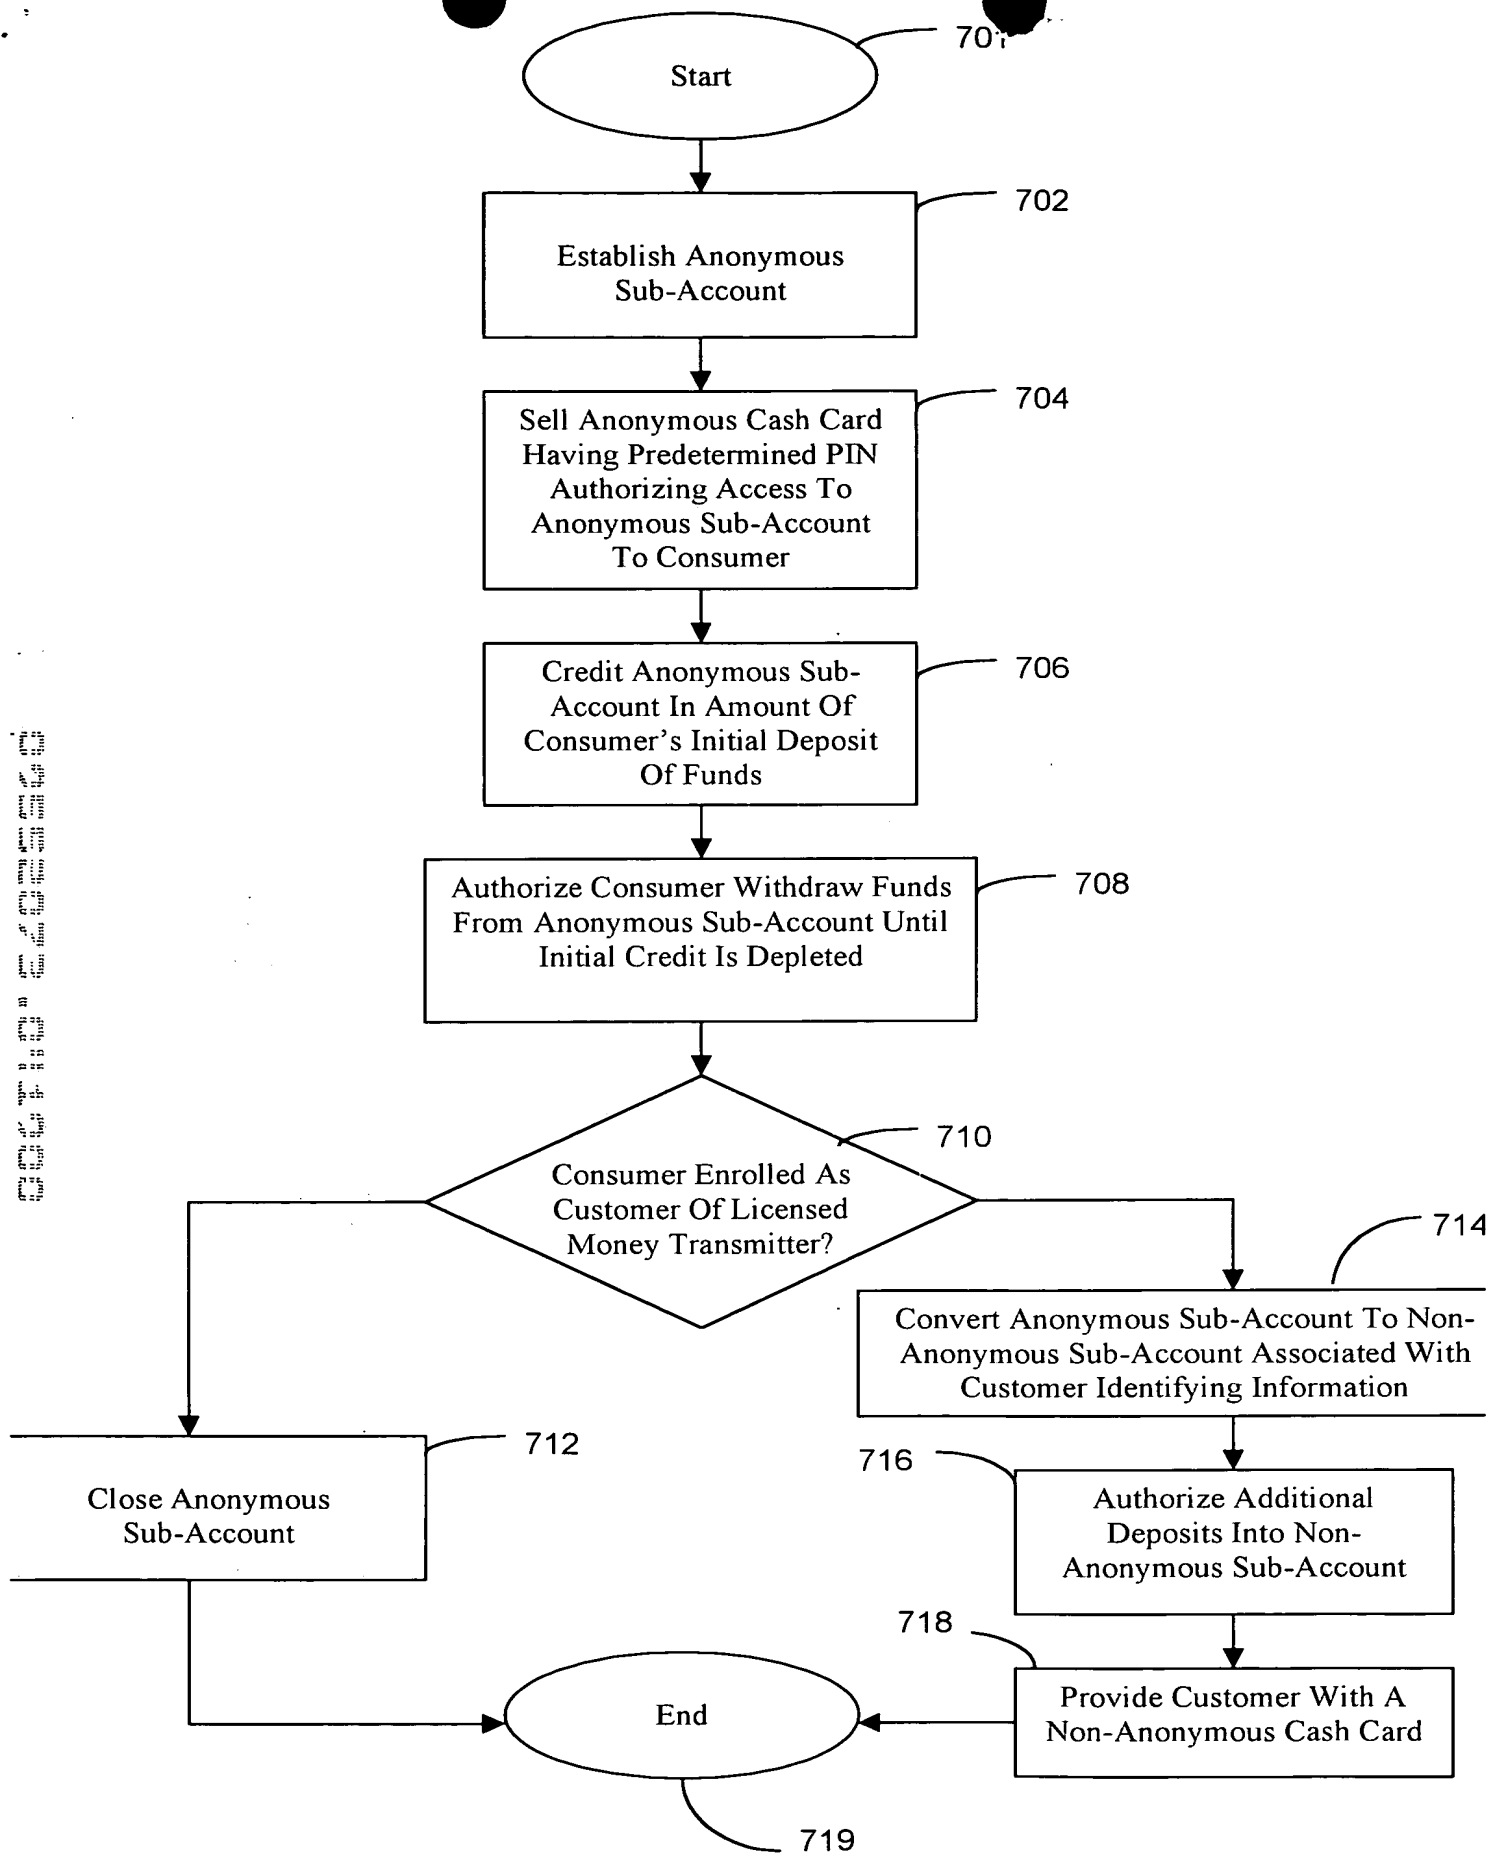 Start
702
Establish Anonymous
Sub-Account
704
Sell Anonymous Cash Card
Having Predetermined PIN
Authorizing Access To
Anonymous Sub-Account
To Consumer
706
Credit Anonymous Sub-
Account In Amount Of
Consumer's Initial Deposit
Of Funds
708
Authorize Consumer Withdraw Funds
From Anonymous Sub-Account Until
Initial Credit Is Depleted
710
Consumer Enrolled As
Customer Of Licensed
Money Transmitter?
714
Convert Anonymous Sub-Account To Non-
Anonymous Sub-Account Associated With
Customer Identifying Information
712
Close Anonymous
Sub-Account
716
Authorize Additional
Deposits Into Non-
Anonymous Sub-Account
718
Provide Customer With A
Non-Anonymous Cash Card
End
719